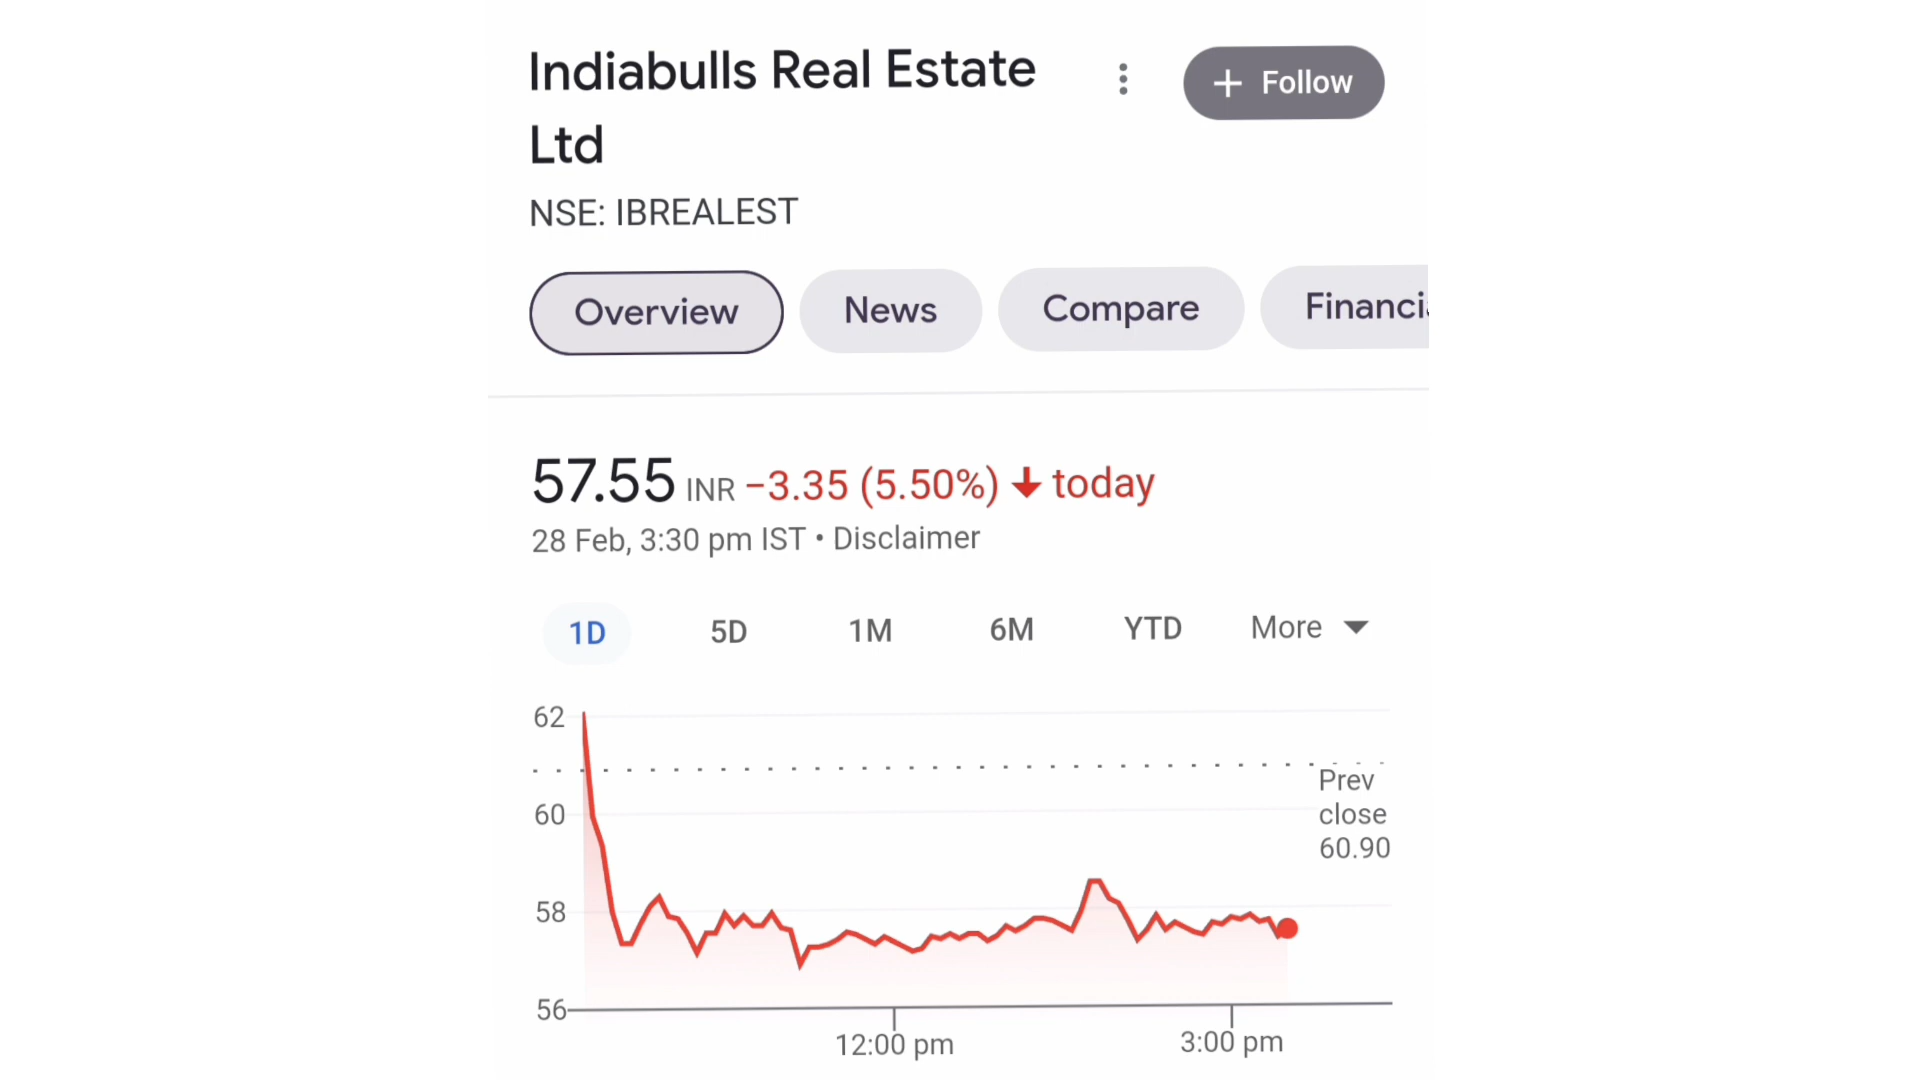 Indiabulls Real Estate
Ltd
+ Follow
NSE: IBREALEST
Overview News Compare Financi
57.55 INR −3.35 (5.50%) ↓ today
28 Feb, 3:30 pm IST • Disclaimer
1D 5D 1M 6M YTD More
62
60
58
56
Prev
close
60.90
12:00 pm 3:00 pm